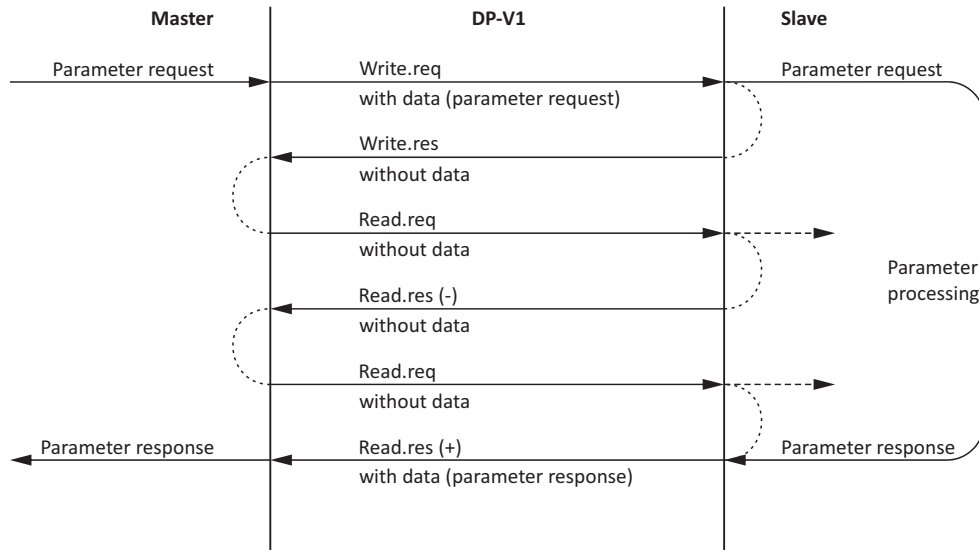 Master DP-V1 Slave
Parameter request Write.req Parameter request
with data (parameter request)
Write.res
without data
Read.req
without data
Parameter
processing
Read.res (-)
without data
Read.req
without data
Parameter response Read.res (+) Parameter response
with data (parameter response)